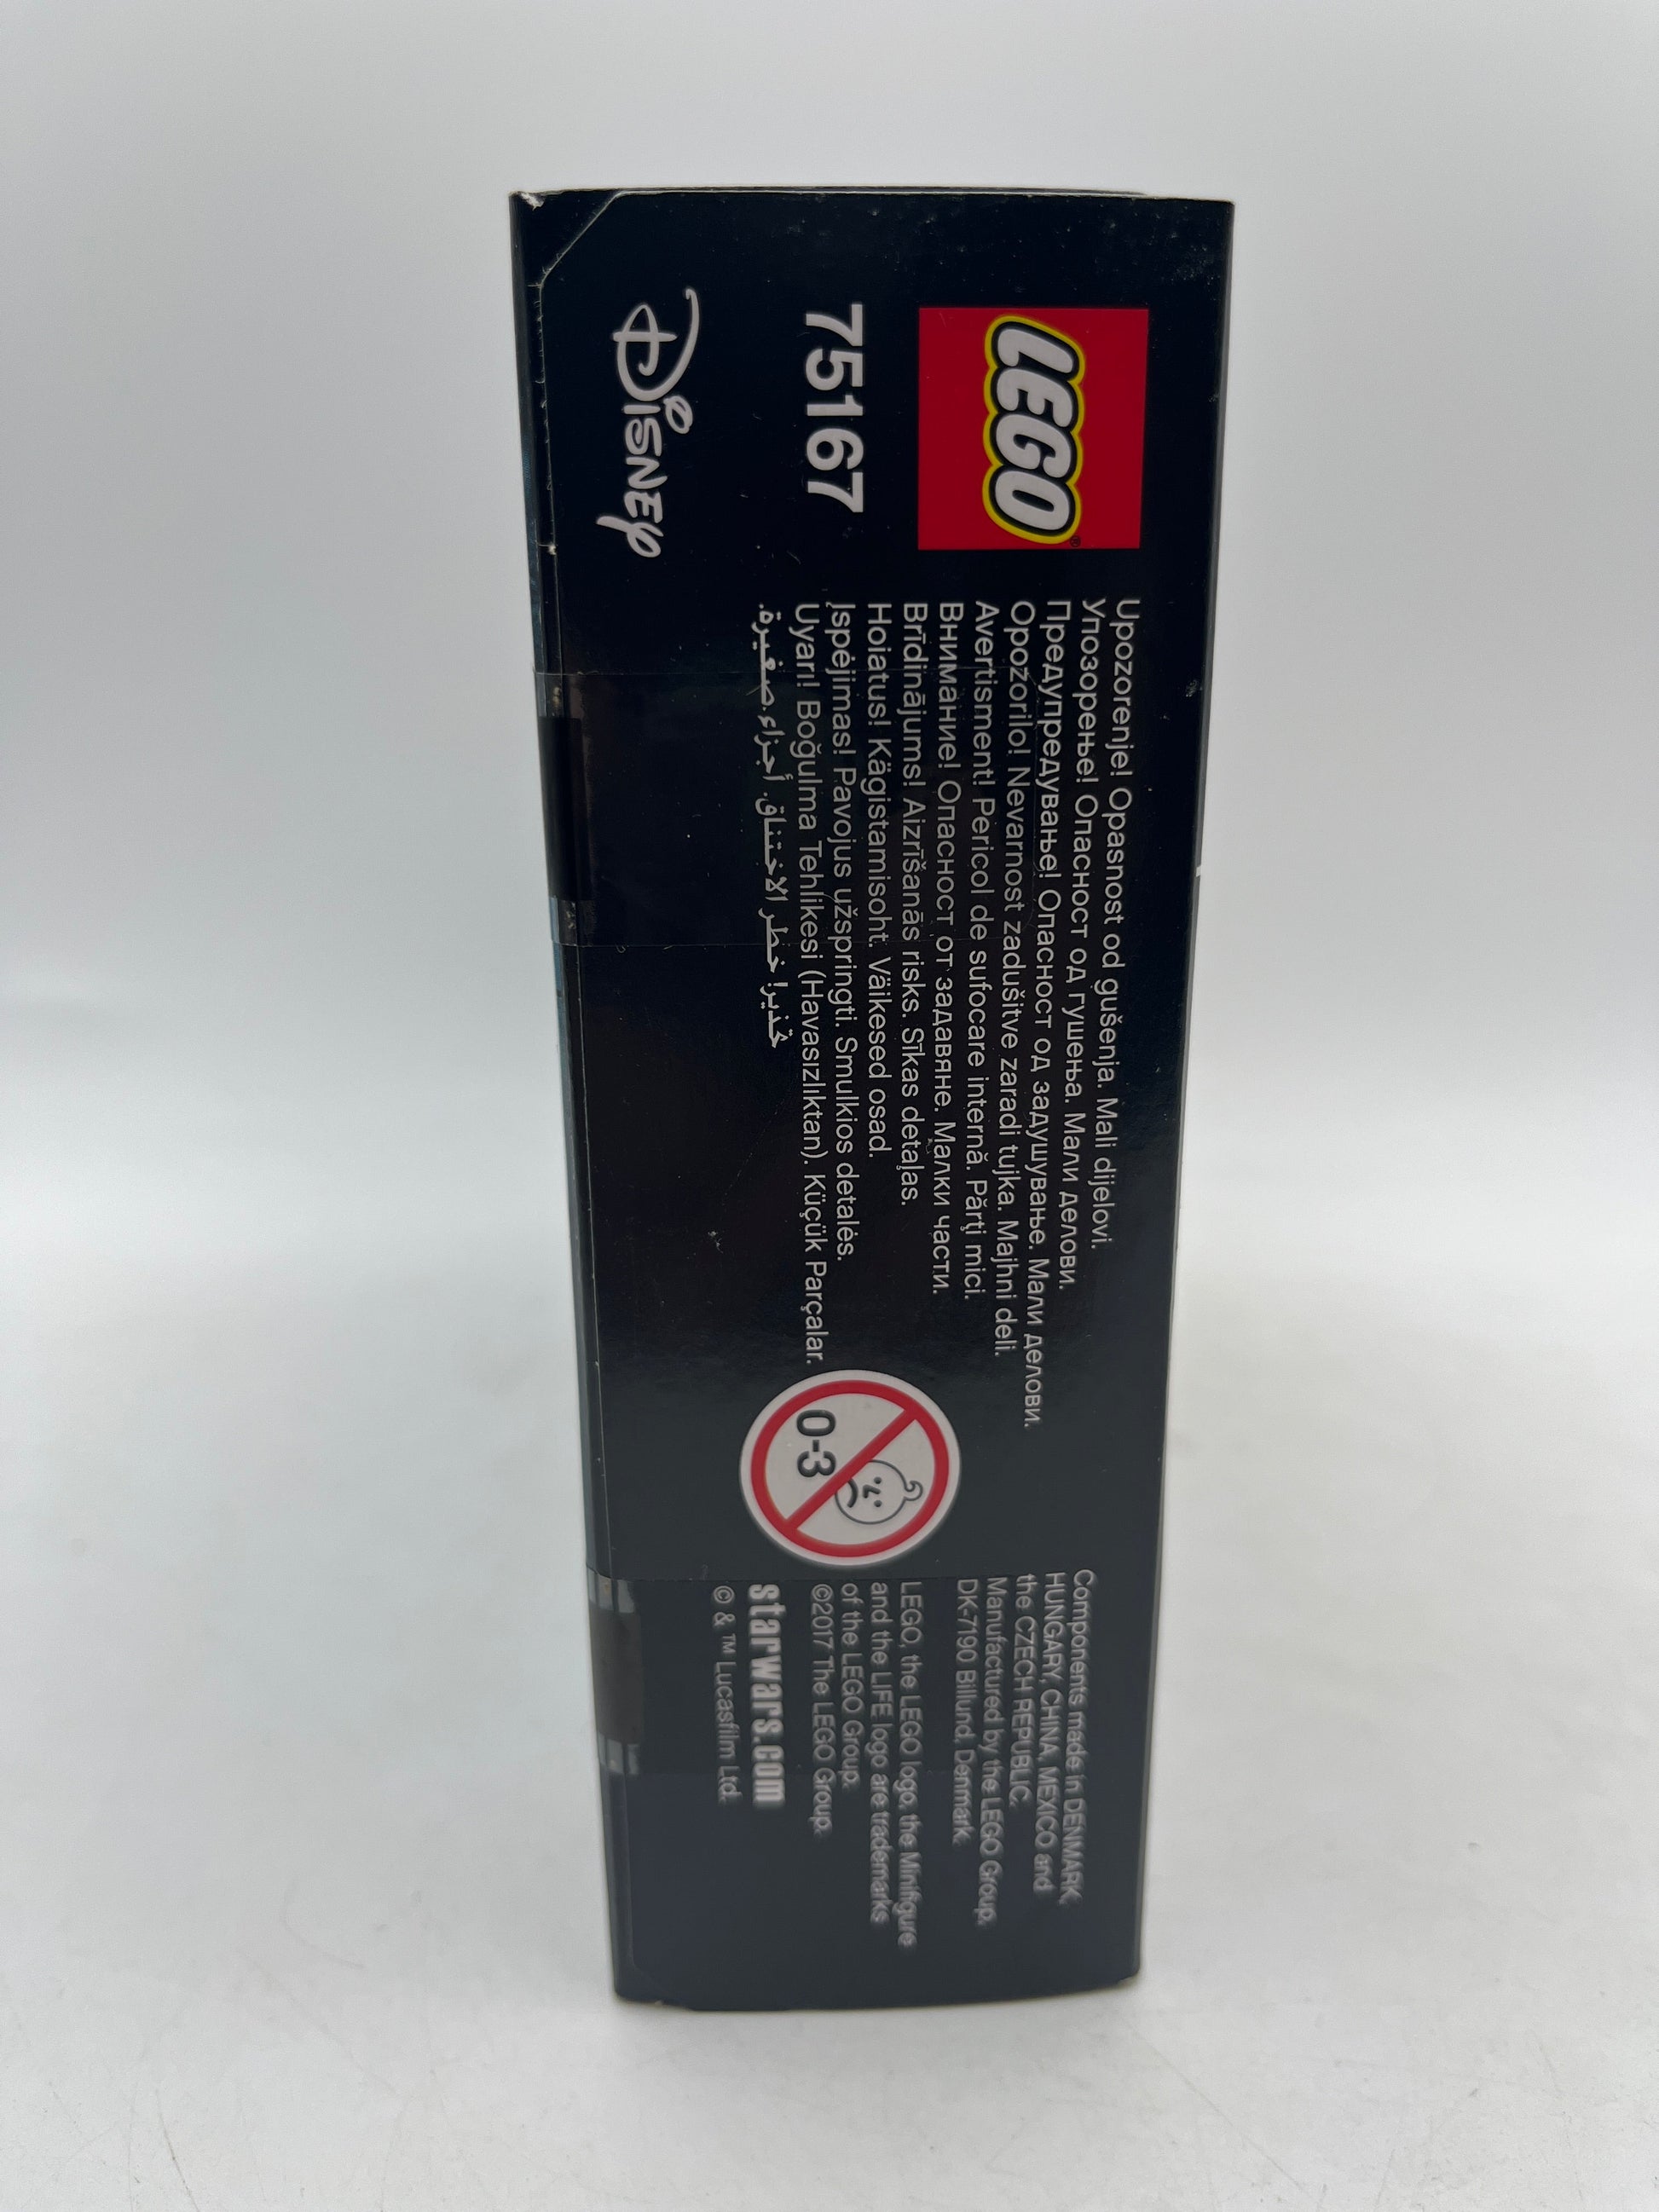 LEGO®
75167
Disney
Upozorenje! Opasnost od gušenja. Mali dijelovi.
Упозорење! Опасност од гушења. Мали делови.
Предупредување! Опасност од задушување. Мали делови.
Opozorilo! Nevarnost zadušitve zaradi tujka. Majhni deli.
Avertisment! Pericol de sufocare internă. Părți mici.
Внимание! Опасност от задавяне. Малки части.
Brīdinājums! Aizrīšanās risks. Sīkas detaļas.
Hoiatus! Kägistamisoht. Väikesed osad.
Įspėjimas! Pavojus užspringti. Smulkios detalės.
Uyarı! Boğulma Tehlikesi (Havasızlıktan). Küçük Parçalar.
تحذير! خطر الاختناق. أجزاء صغيرة.
0-3
Components made in DENMARK,
HUNGARY, CHINA, MEXICO and
the CZECH REPUBLIC.
Manufactured by the LEGO Group,
DK-7190 Billund, Denmark.
LEGO, the LEGO logo, the Minifigure
and the LIFE logo are trademarks
of the LEGO Group.
©2017 The LEGO Group.
starwars.com
© & ™ Lucasfilm Ltd.